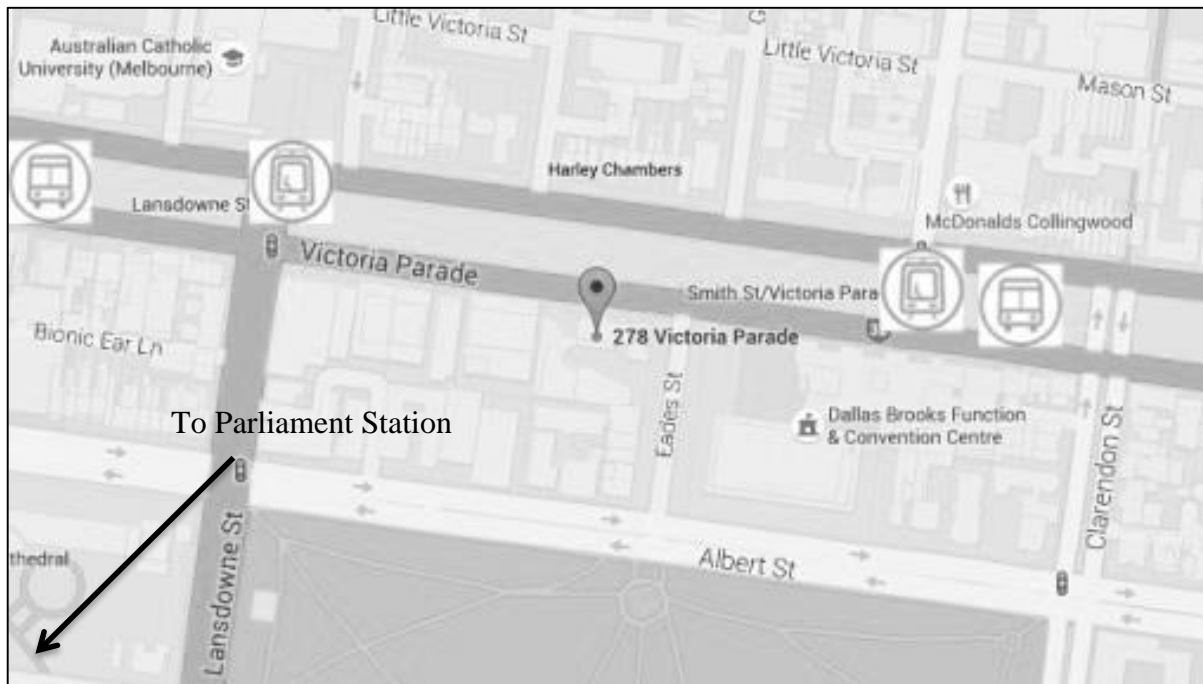 Little Victoria St
Little Victoria St
Australian Catholic
University (Melbourne)
Mason St
Harley Chambers
Lansdowne S
McDonalds Collingwood
Victoria Parade
Smith St/Victoria Para
278 Victoria Parade
Bionic Ear Ln
Eades St
To Parliament Station
Dallas Brooks Function
& Convention Centre
Clarendon St
Albert St
thedral
Lansdowne St